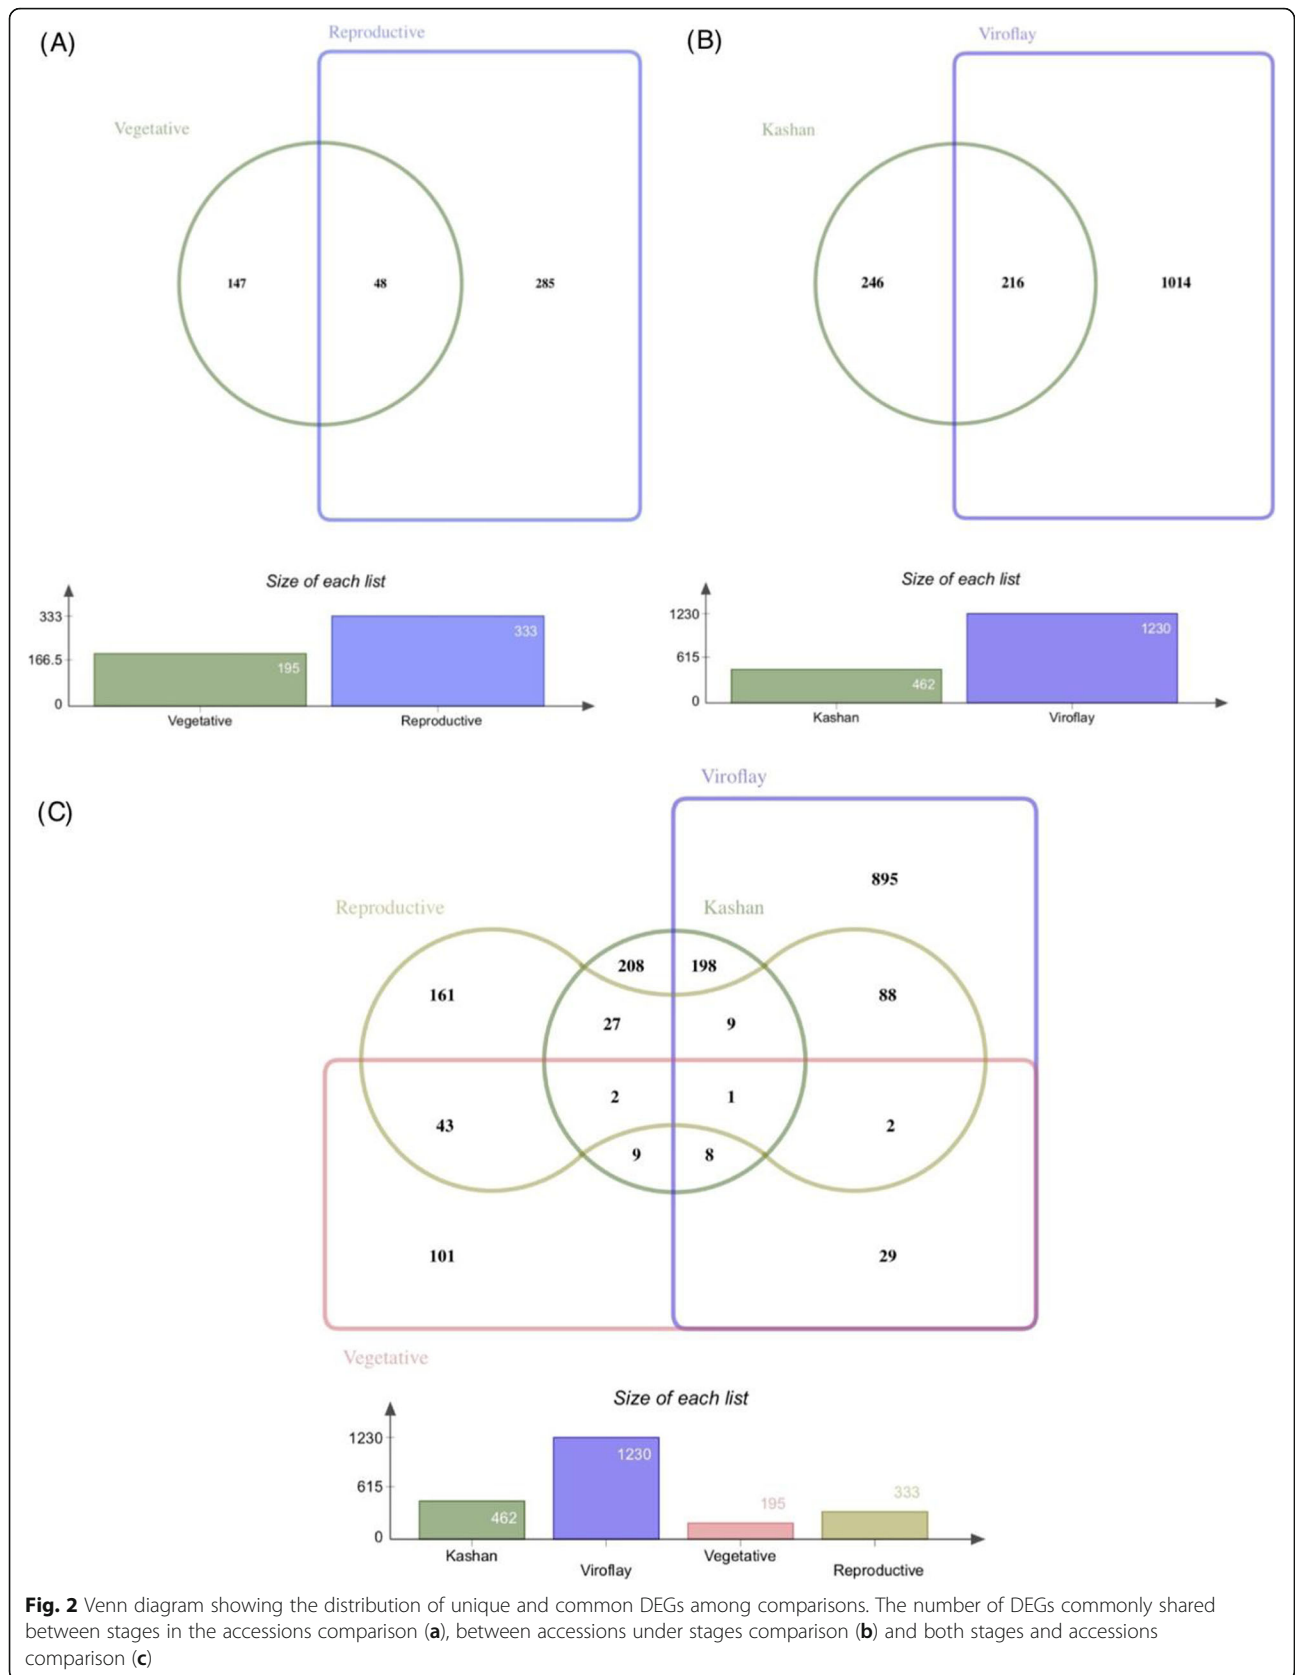 (A)
Reproductive
Vegetative
147
48
285
Size of each list
333
166.5
0
195
333
Vegetative
Reproductive
(B)
Viroflay
Kashan
246
216
1014
Size of each list
1230
615
0
462
1230
Kashan
Viroflay
(C)
Viroflay
895
Reproductive
Kashan
208
198
161
88
27
9
2
1
43
2
9
8
101
29
Vegetative
Size of each list
1230
615
0
462
1230
195
333
Kashan
Viroflay
Vegetative
Reproductive
Fig. 2 Venn diagram showing the distribution of unique and common DEGs among comparisons. The number of DEGs commonly shared
between stages in the accessions comparison (a), between accessions under stages comparison (b) and both stages and accessions
comparison (c)